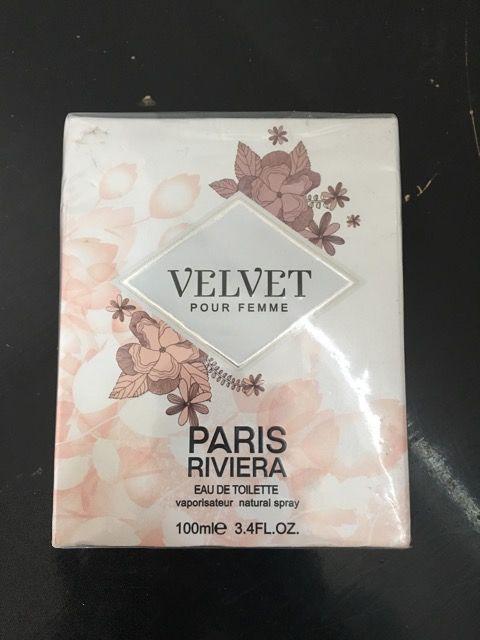 VELVET
POUR FEMME
PARIS
RIVIERA
EAU DE TOILETTE
vaporisateur natural spray
100ml℮ 3.4FL.OZ.